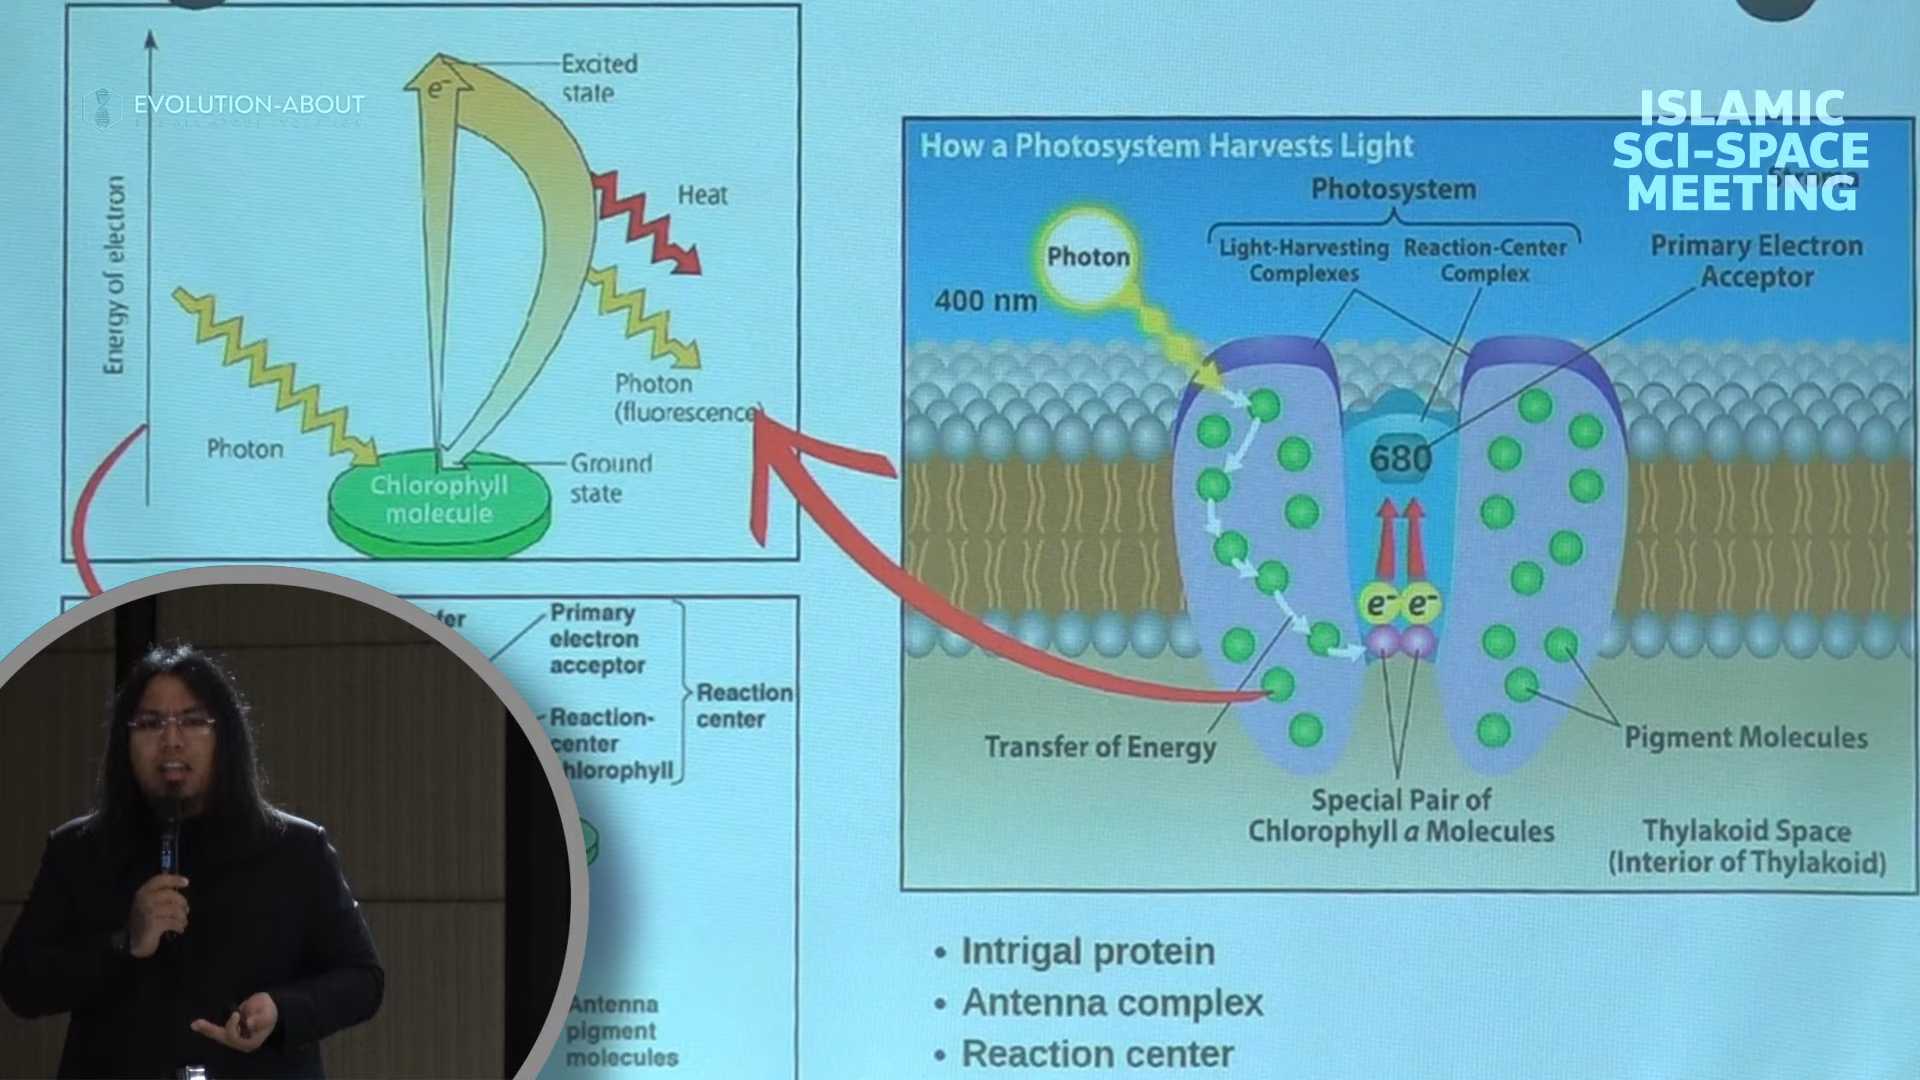 EVOLUTION-ABOUT
ISLAMIC
SCI-SPACE
MEETING
Energy of electron
e⁻
Excited
state
Heat
Photon
(fluorescence)
Photon
Ground
state
Chlorophyll
molecule
How a Photosystem Harvests Light
Stroma
Photosystem
Photon
Light-Harvesting
Complexes
Reaction-Center
Complex
Primary Electron
Acceptor
400 nm
680
e⁻ e⁻
Transfer of Energy
Pigment Molecules
Special Pair of
Chlorophyll a Molecules
Thylakoid Space
(Interior of Thylakoid)
Primary
electron
acceptor
Reaction-
center
hlorophyll
Reaction
center
Antenna
pigment
molecules
• Intrigal protein
• Antenna complex
• Reaction center